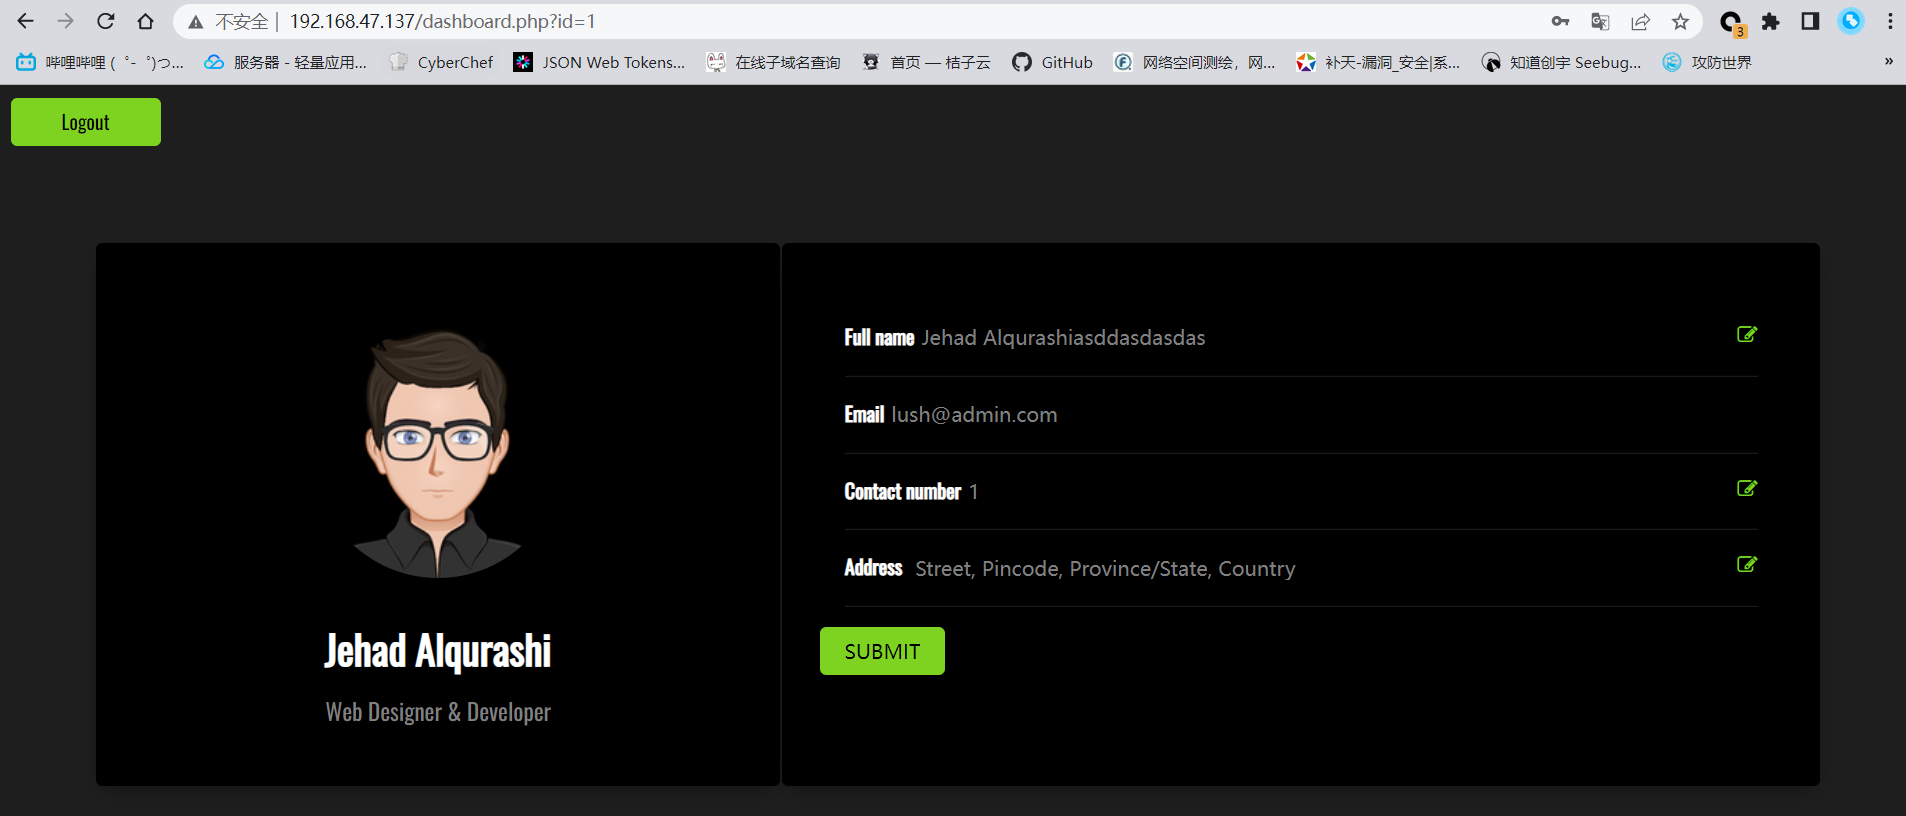 不安全 | 192.168.47.137/dashboard.php?id=1
3
哔哩哔哩 (゜-゜)つ... 服务器 - 轻量应用... CyberChef JSON Web Tokens... 在线子域名查询 首页 — 桔子云 GitHub 网络空间测绘，网... 补天-漏洞_安全|系... 知道创宇 Seebug... 攻防世界 »
Logout
Full name Jehad Alqurashiasddasdasdas
Email lush@admin.com
Contact number 1
Address Street, Pincode, Province/State, Country
SUBMIT
Jehad Alqurashi
Web Designer & Developer